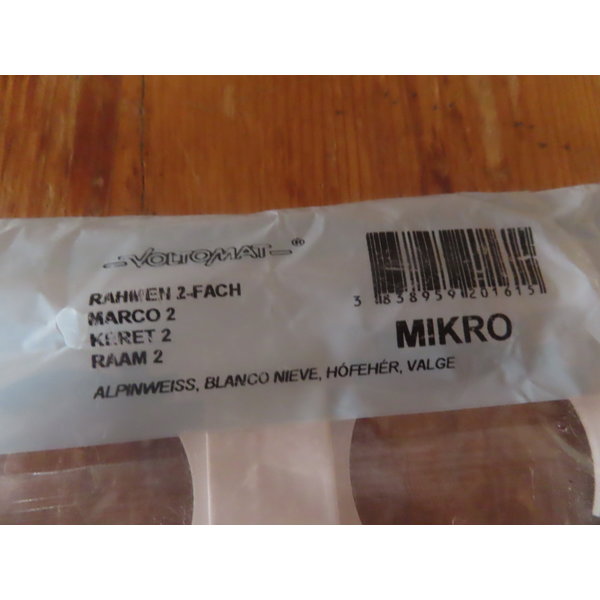 VOLTOMAT®
RAHMEN 2-FACH
MARCO 2
KERET 2
RAAM 2
ALPINWEISS, BLANCO NIEVE, HÓFEHÉR, VALGE
3 838959 201615
MIKRO